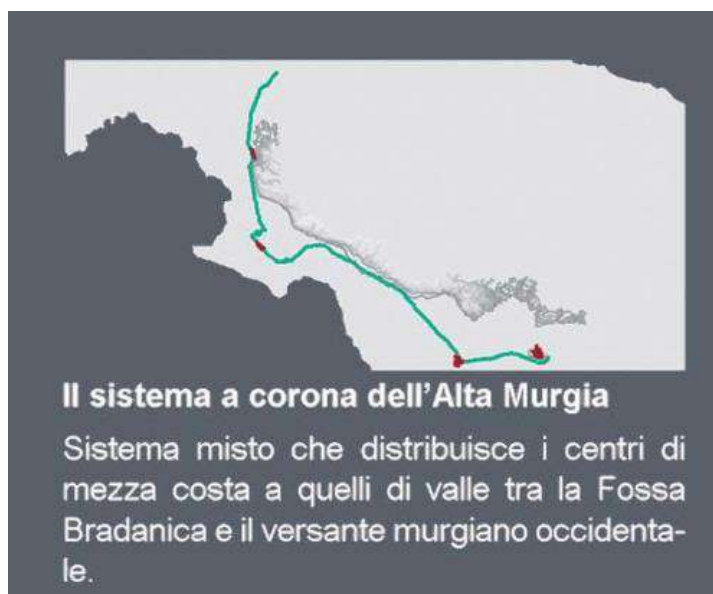 Il sistema a corona dell'Alta Murgia
Sistema misto che distribuisce i centri di
mezza costa a quelli di valle tra la Fossa
Bradanica e il versante murgiano occidenta-
le.